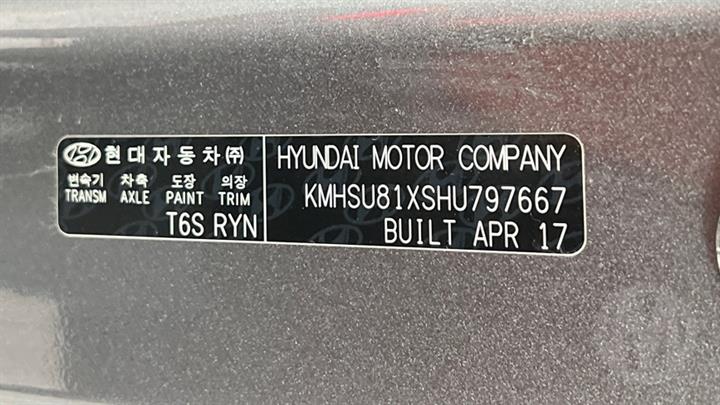 현대자동차(주)
변속기 차축 도장 의장
TRANSM AXLE PAINT TRIM
T6S RYN
HYUNDAI MOTOR COMPANY
KMHSU81XSHU797667
BUILT APR 17